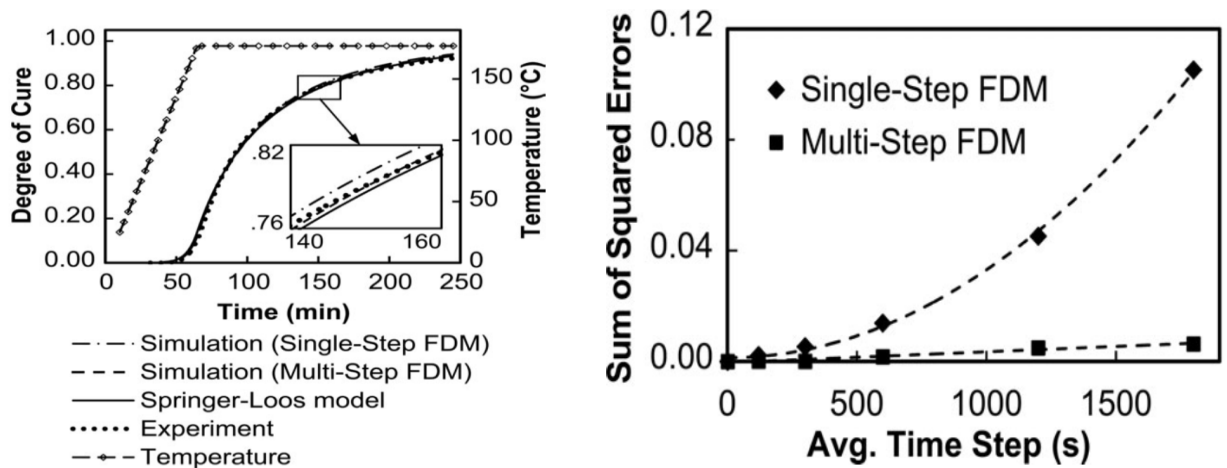 1.00
0.80
0.60
0.40
0.20
0.00
Degree of Cure
150
100
50
0
Temperature (°C)
.82
.76
140
160
0
50
100
150
200
250
Time (min)
Simulation (Single-Step FDM)
Simulation (Multi-Step FDM)
Springer-Loos model
Experiment
Temperature
0.12
0.08
0.04
0.00
Sum of Squared Errors
Single-Step FDM
Multi-Step FDM
0
500
1000
1500
Avg. Time Step (s)